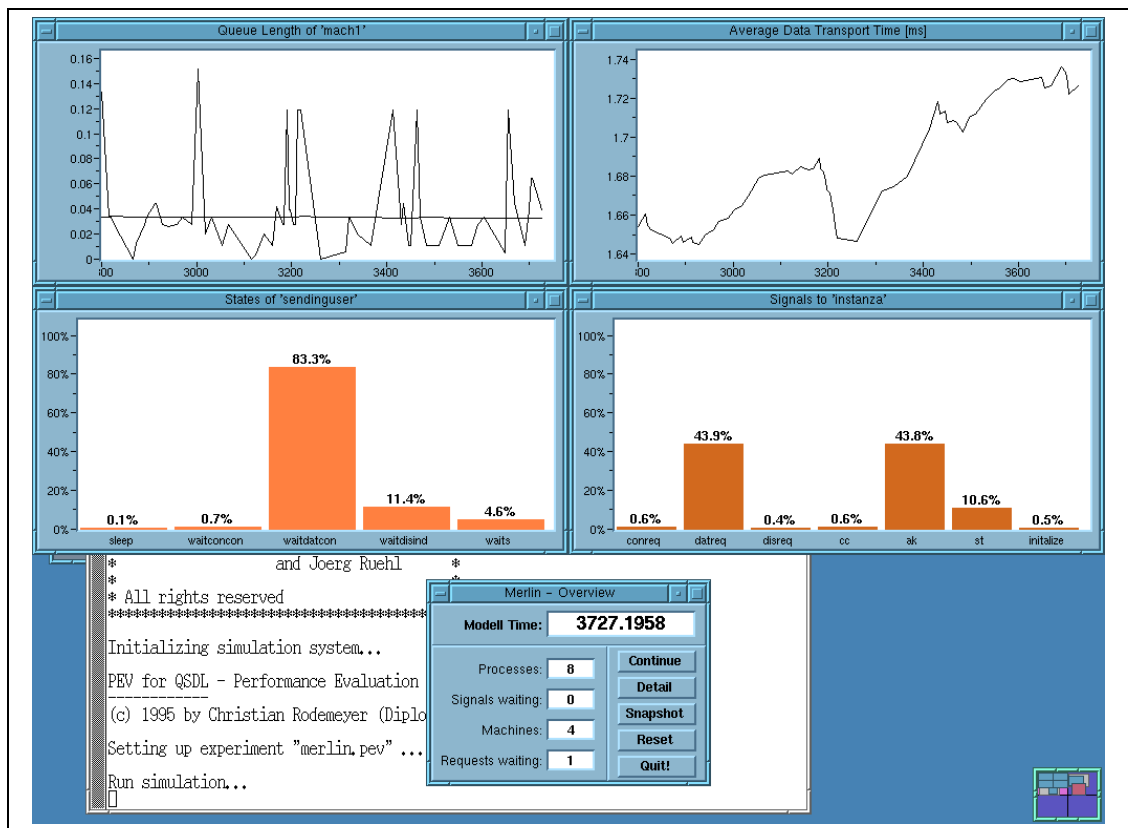 Queue Length of 'mach1'
0.16
0.14
0.12
0.1
0.08
0.06
0.04
0.02
0
00
3000
3200
3400
3600
Average Data Transport Time [ms]
1.74
1.72
1.7
1.68
1.66
1.64
00
3000
3200
3400
3600
States of 'sendinguser'
100%
80%
60%
40%
20%
0%
0.1%
0.7%
83.3%
11.4%
4.6%
sleep
waitconcon
waitdatcon
waitdisind
waits
Signals to 'instanza'
100%
80%
60%
40%
20%
0%
0.6%
43.9%
0.4%
0.6%
43.8%
10.6%
0.5%
conreq
datreq
disreq
cc
ak
st
initalize
* and Joerg Ruehl *
* *
* All rights reserved
******************************************
Initializing simulation system...
PEV for QSDL - Performance Evaluation
------------
(c) 1995 by Christian Rodemeyer (Diplo
Setting up experiment "merlin.pev" ...
Run simulation...
Merlin - Overview
Modell Time: 3727.1958
Processes: 8
Signals waiting: 0
Machines: 4
Requests waiting: 1
Continue
Detail
Snapshot
Reset
Quit!